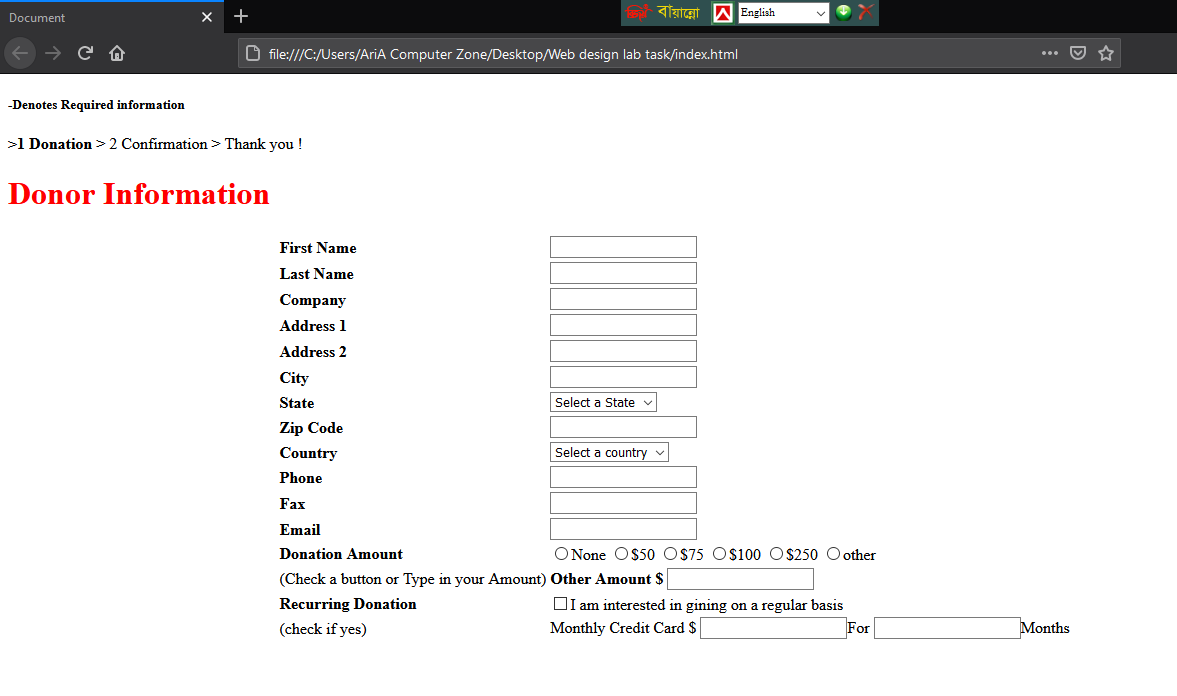 Document
বায়ান্নো English
file:///C:/Users/AriA Computer Zone/Desktop/Web design lab task/index.html
-Denotes Required information
>1 Donation > 2 Confirmation > Thank you !
Donor Information
First Name
Last Name
Company
Address 1
Address 2
City
State Select a State
Zip Code
Country Select a country
Phone
Fax
Email
Donation Amount None $50 $75 $100 $250 other
(Check a button or Type in your Amount) Other Amount $
Recurring Donation I am interested in gining on a regular basis
(check if yes) Monthly Credit Card $ For Months